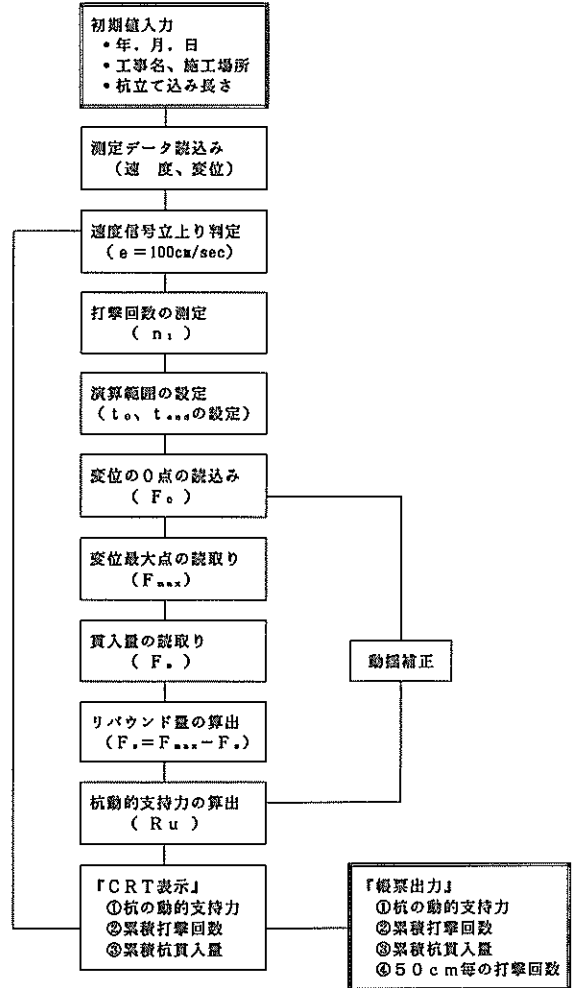 初期値入力
・年．月．日
・工事名、施工場所
・杭立て込み長さ
測定データ読込み
（速　度、変位）
速度信号立上り判定
（ｅ＝100cm/sec）
打撃回数の測定
（ n₁ ）
演算範囲の設定
（ｔ₀、ｔendの設定）
変位の０点の読込み
（ Ｆ₀ ）
変位最大点の読取り
（Ｆmax）
貫入量の読取り
（ Ｆ ）
動揺補正
リバウンド量の算出
（Ｆ ＝Ｆmax－Ｆ ）
杭動的支持力の算出
（ Ｒｕ ）
『ＣＲＴ表示』
①杭の動的支持力
②累積打撃回数
③累積杭貫入量
『帳票出力』
①杭の動的支持力
②累積打撃回数
③累積杭貫入量
④５０ｃｍ毎の打撃回数